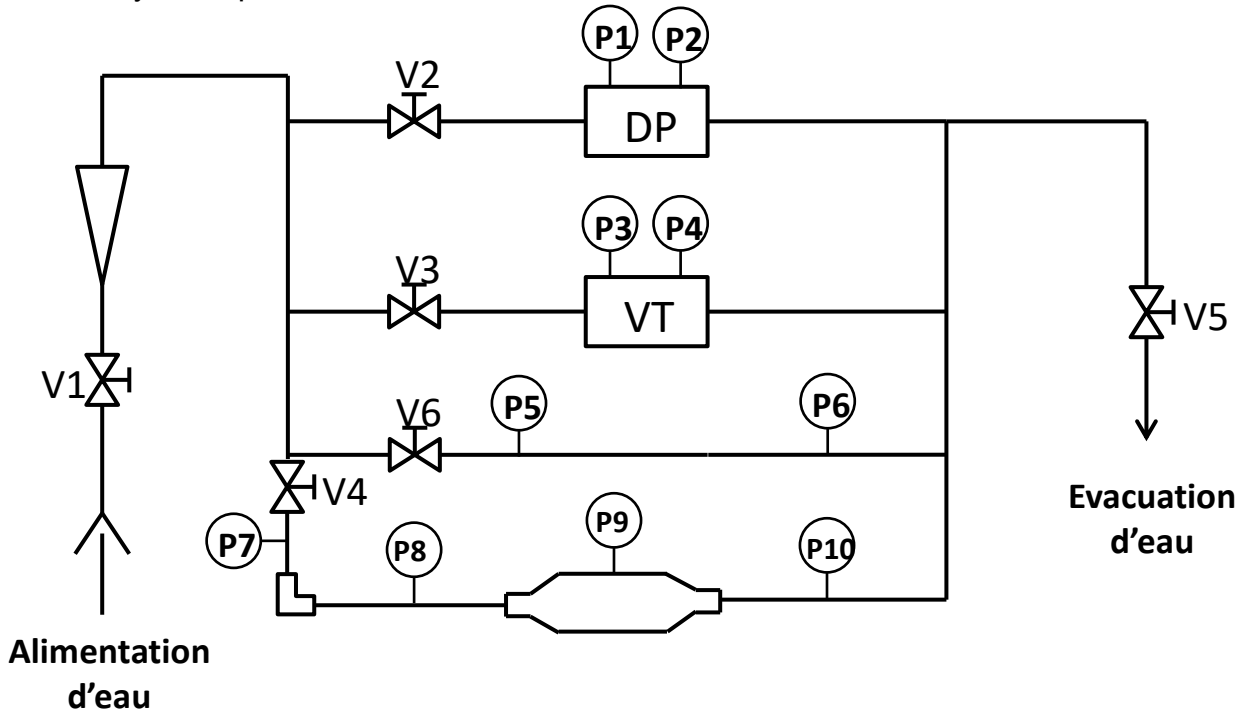 P1
P2
V2
DP
P3
P4
V3
VT
V5
V1
V6
P5
P6
V4
P7
P8
P9
P10
Evacuation
d’eau
Alimentation
d’eau